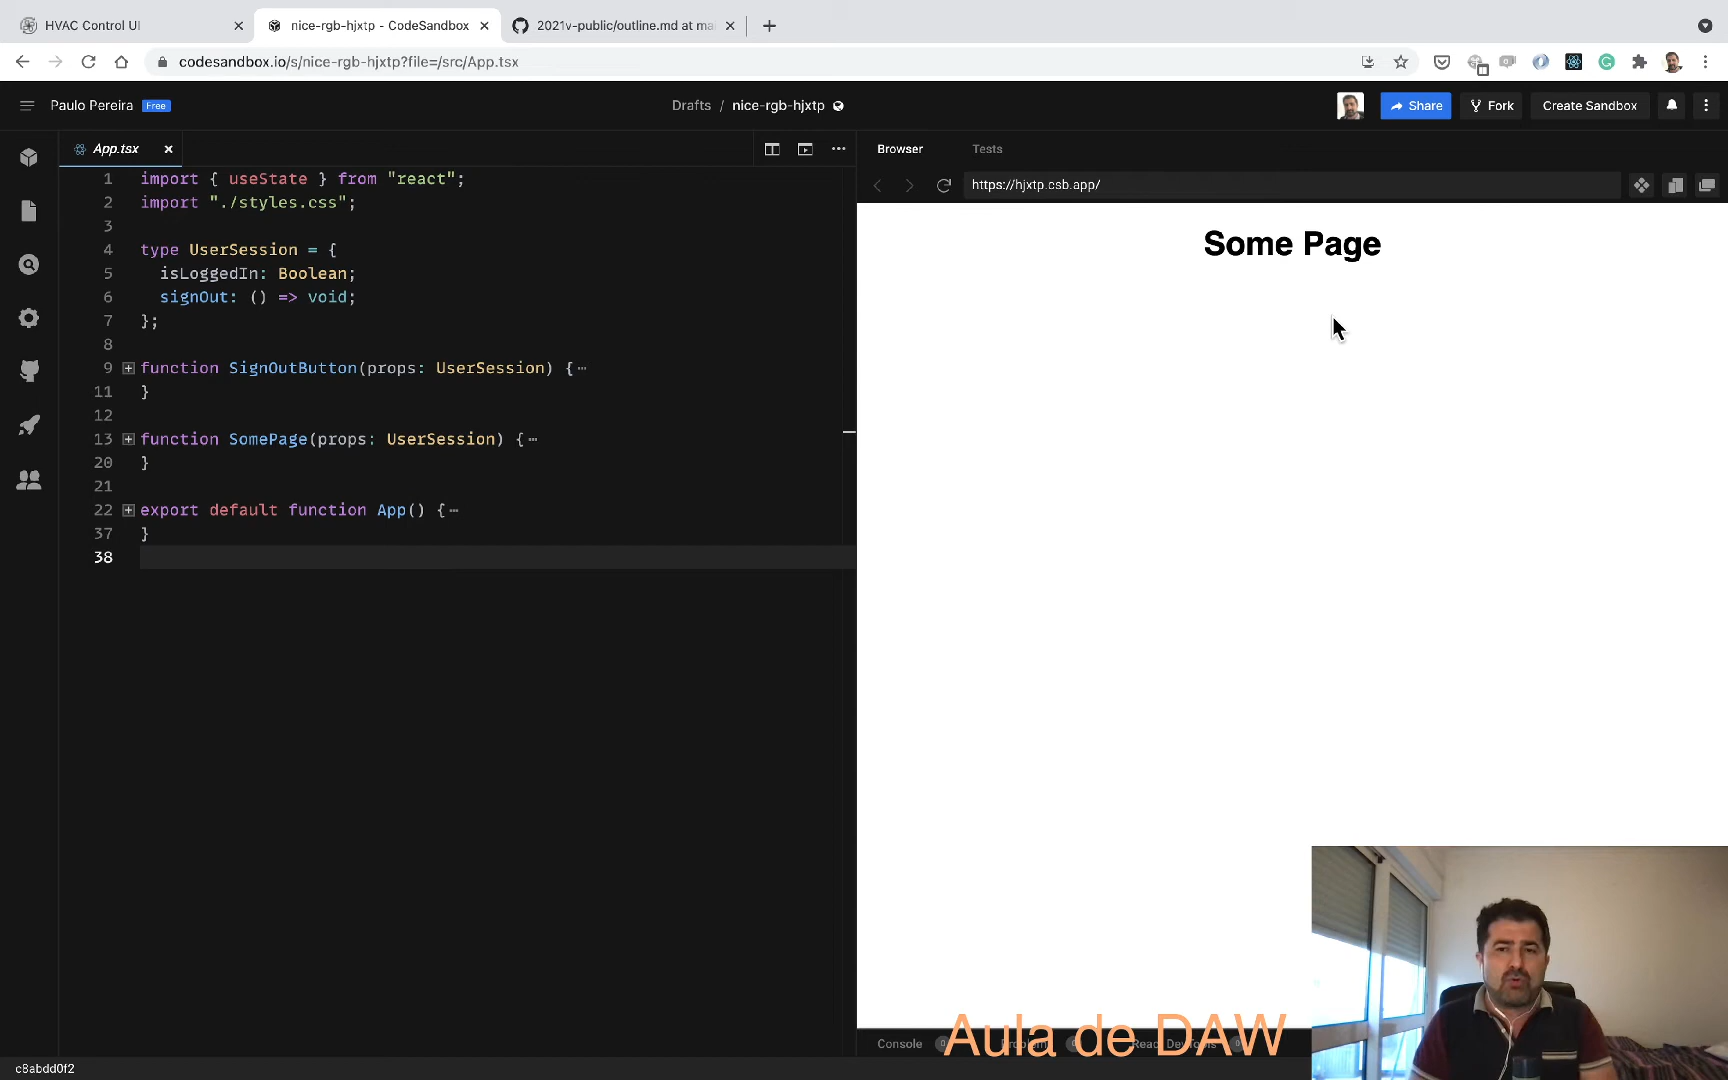 HVAC Control UI
nice-rgb-hjxtp - CodeSandbox
2021v-public/outline.md at ma
codesandbox.io/s/nice-rgb-hjxtp?file=/src/App.tsx
Paulo Pereira Free
Drafts / nice-rgb-hjxtp
Share
Fork
Create Sandbox
App.tsx
Browser
Tests
https://hjxtp.csb.app/
1 import { useState } from "react";
2 import "./styles.css";
3
4 type UserSession = {
5 isLoggedIn: Boolean;
6 signOut: () => void;
7 };
8
9 function SignOutButton(props: UserSession) {⋯
11 }
12
13 function SomePage(props: UserSession) {⋯
20 }
21
22 export default function App() {⋯
37 }
38
Some Page
Console 0
Aula de DAW
c8abdd0f2